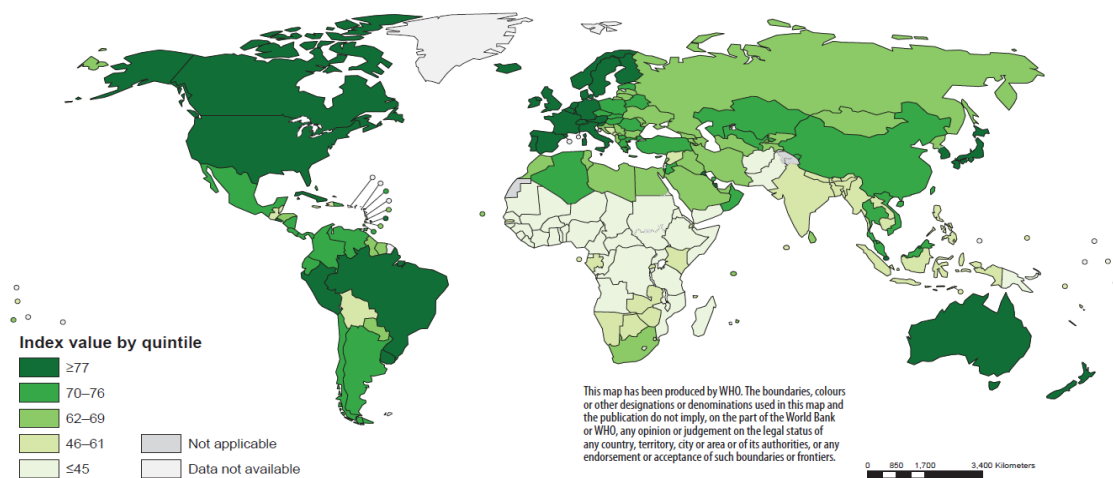 Index value by quintile
≥77
70–76
62–69
46–61
≤45
Not applicable
Data not available
This map has been produced by WHO. The boundaries, colours
or other designations or denominations used in this map and
the publication do not imply, on the part of the World Bank
or WHO, any opinion or judgement on the legal status of
any country, territory, city or area or of its authorities, or any
endorsement or acceptance of such boundaries or frontiers.
0 850 1,700 3,400 Kilometers